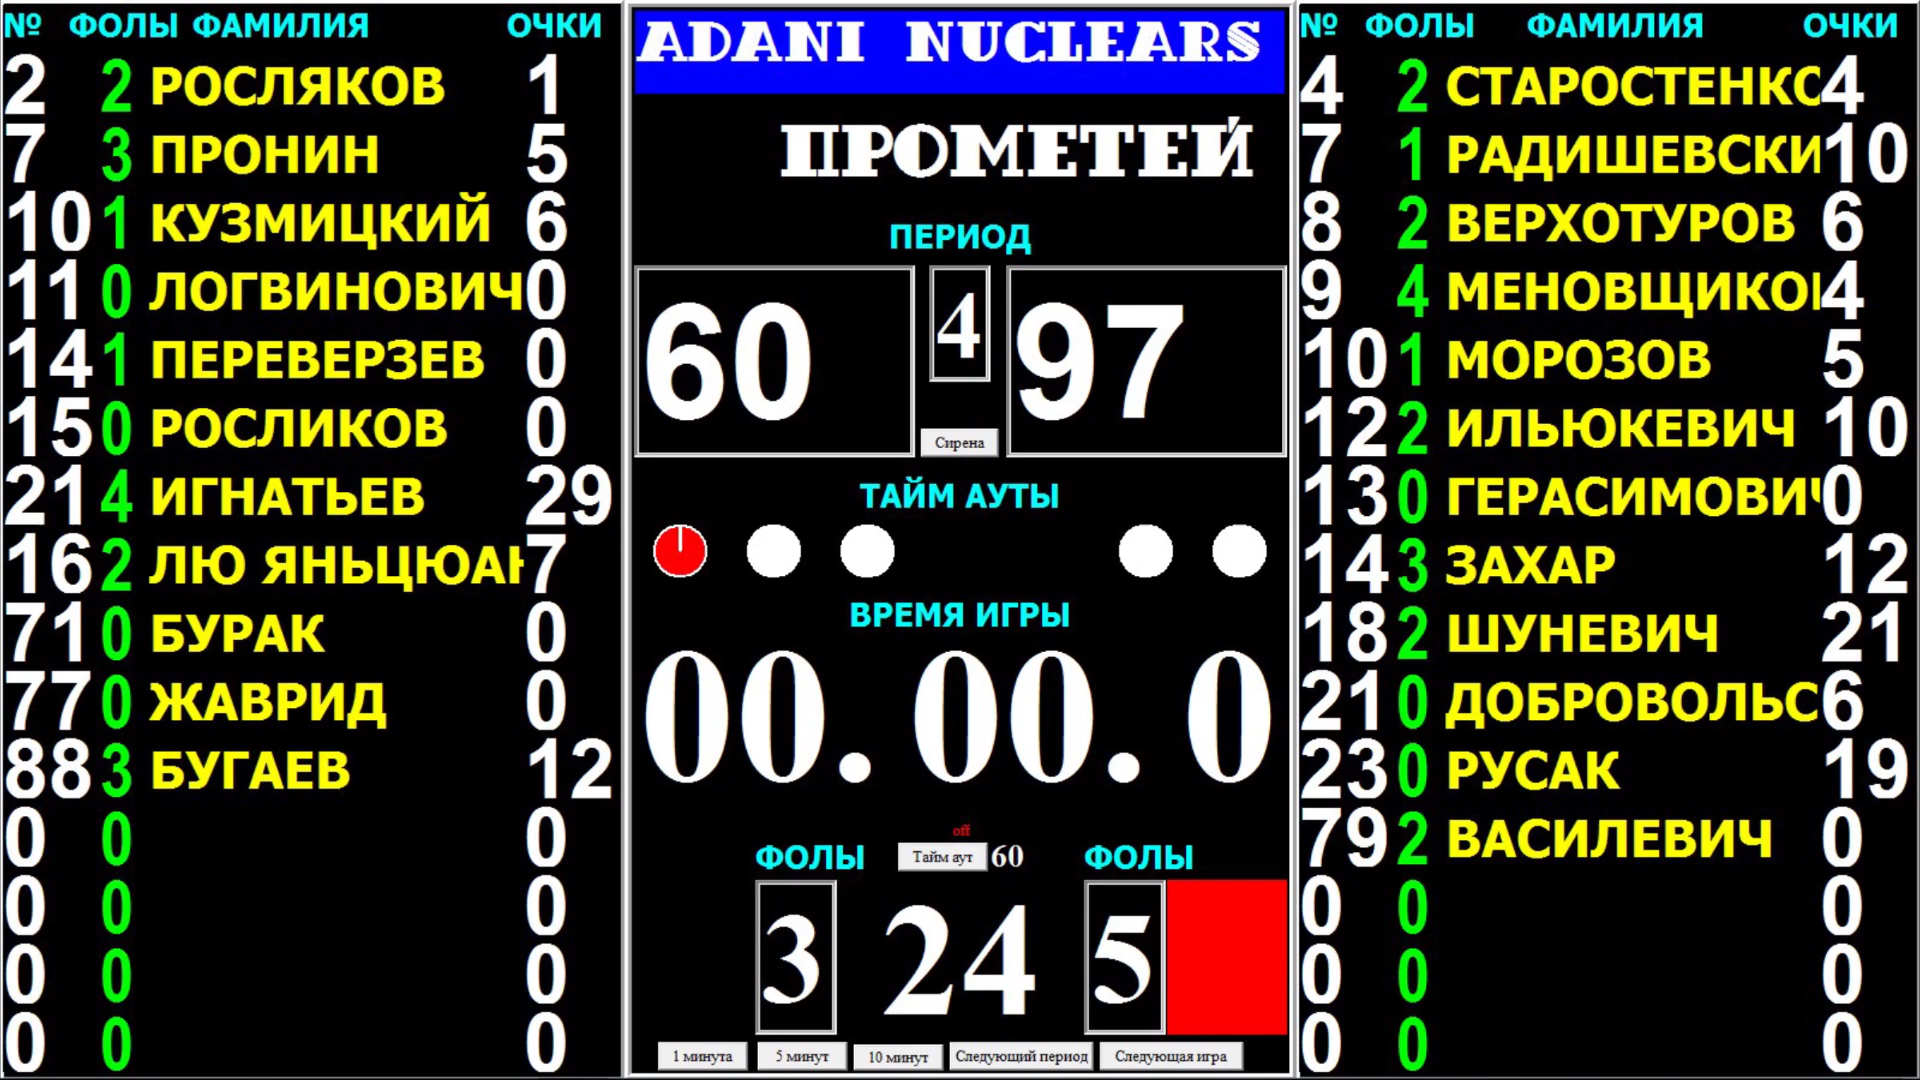 № ФОЛЫ ФАМИЛИЯ ОЧКИ
2 2 РОСЛЯКОВ 1
7 3 ПРОНИН 5
10 1 КУЗМИЦКИЙ 6
11 0 ЛОГВИНОВИЧ 0
14 1 ПЕРЕВЕРЗЕВ 0
15 0 РОСЛИКОВ 0
21 4 ИГНАТЬЕВ 29
16 2 ЛЮ ЯНЬЦЮАН 7
71 0 БУРАК 0
77 0 ЖАВРИД 0
88 3 БУГАЕВ 12
0 0 0
0 0 0
0 0 0
0 0 0
ADANI NUCLEARS
ПРОМЕТЕЙ
ПЕРИОД
60 4 97
Сирена
ТАЙМ АУТЫ
ВРЕМЯ ИГРЫ
00.00.0
off
ФОЛЫ Тайм аут 60 ФОЛЫ
3 24 5
1 минута 5 минут 10 минут Следующий период Следующая игра
№ ФОЛЫ ФАМИЛИЯ ОЧКИ
4 2 СТАРОСТЕНКО 4
7 1 РАДИШЕВСКИ 10
8 2 ВЕРХОТУРОВ 6
9 4 МЕНОВЩИКОВ 4
10 1 МОРОЗОВ 5
12 2 ИЛЬЮКЕВИЧ 10
13 0 ГЕРАСИМОВИЧ 0
14 3 ЗАХАР 12
18 2 ШУНЕВИЧ 21
21 0 ДОБРОВОЛЬС 6
23 0 РУСАК 19
79 2 ВАСИЛЕВИЧ 0
0 0 0
0 0 0
0 0 0